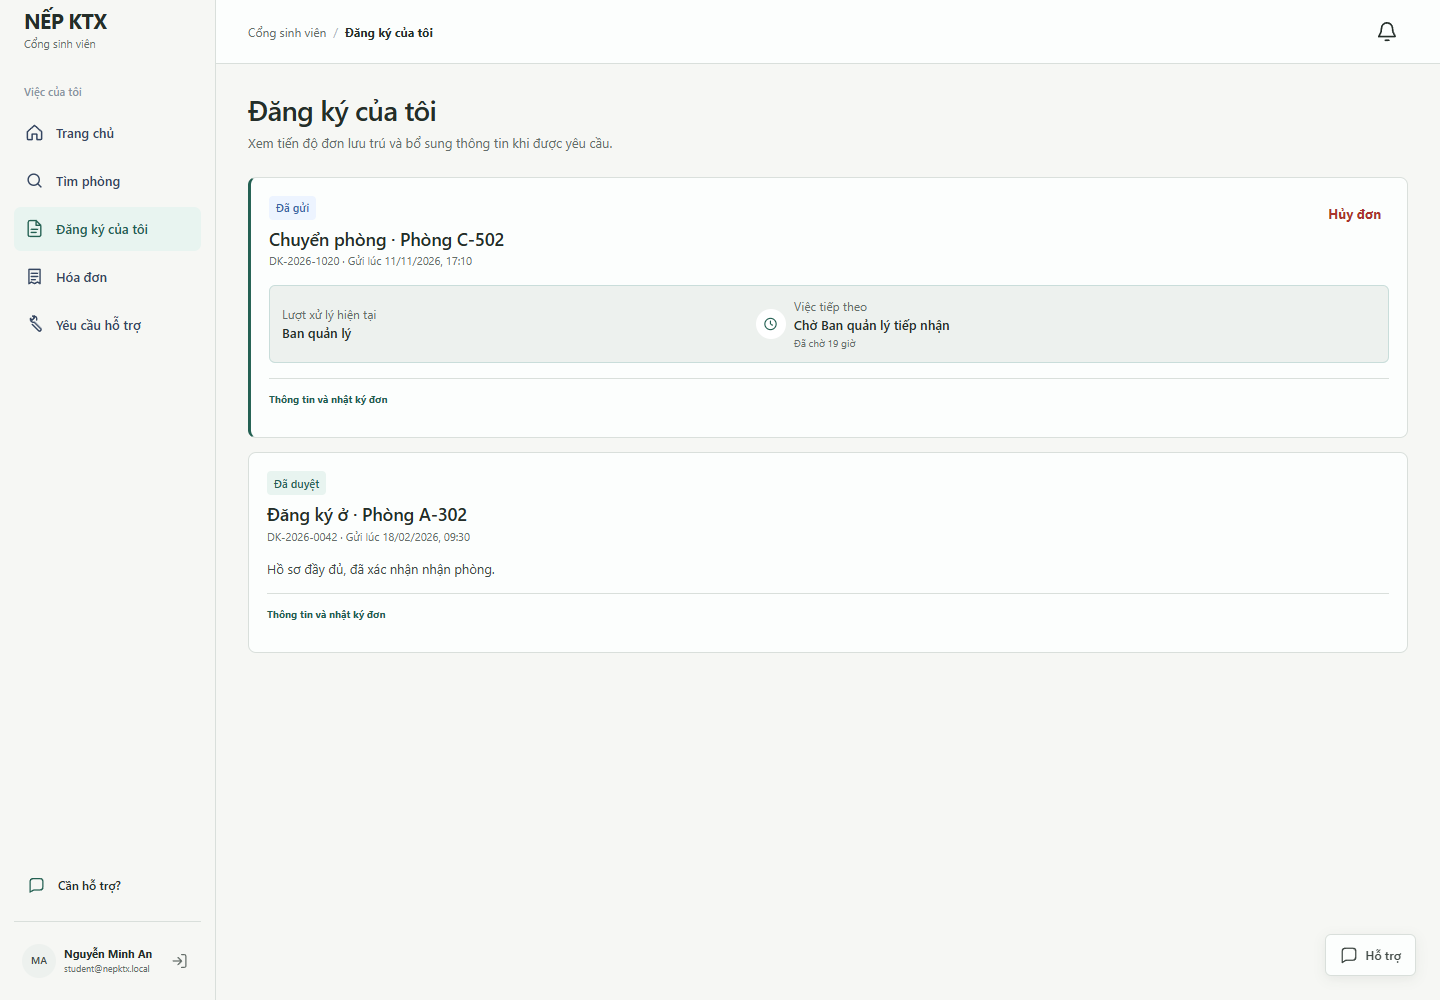 NẾP KTX
Cổng sinh viên
Việc của tôi
Trang chủ
Tìm phòng
Đăng ký của tôi
Hóa đơn
Yêu cầu hỗ trợ
Cần hỗ trợ?
MA
Nguyễn Minh An
student@nepktx.local
Cổng sinh viên / Đăng ký của tôi
Đăng ký của tôi
Xem tiến độ đơn lưu trú và bổ sung thông tin khi được yêu cầu.
Đã gửi
Hủy đơn
Chuyển phòng · Phòng C-502
DK-2026-1020 · Gửi lúc 11/11/2026, 17:10
Lượt xử lý hiện tại
Ban quản lý
Việc tiếp theo
Chờ Ban quản lý tiếp nhận
Đã chờ 19 giờ
Thông tin và nhật ký đơn
Đã duyệt
Đăng ký ở · Phòng A-302
DK-2026-0042 · Gửi lúc 18/02/2026, 09:30
Hồ sơ đầy đủ, đã xác nhận nhận phòng.
Thông tin và nhật ký đơn
Hỗ trợ